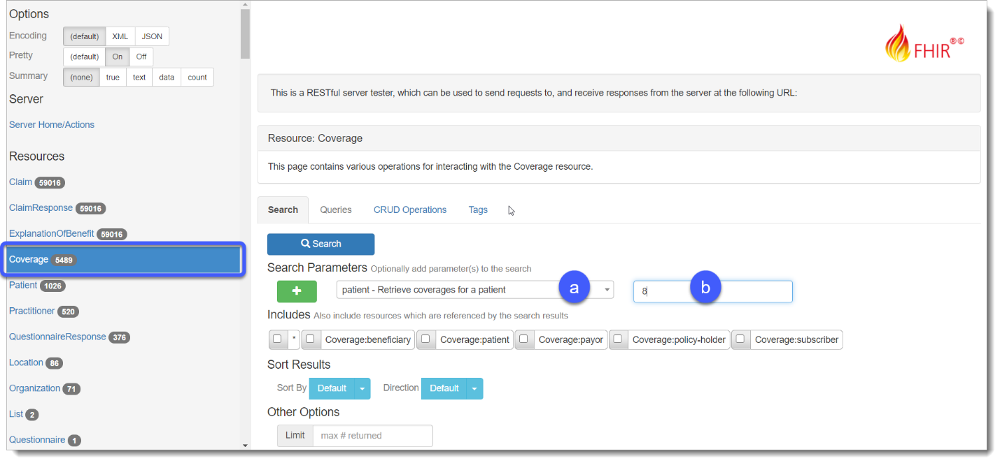 Options
Encoding (default) XML JSON
Pretty (default) On Off
Summary (none) true text data count
Server
Server Home/Actions
Resources
Claim 59016
ClaimResponse 59016
ExplanationOfBenefit 59016
Coverage 5489
Patient 1026
Practitioner 520
QuestionnaireResponse 376
Location 86
Organization 71
List 2
Questionnaire 1
FHIR®©
This is a RESTful server tester, which can be used to send requests to, and receive responses from the server at the following URL:
Resource: Coverage
This page contains various operations for interacting with the Coverage resource.
Search Queries CRUD Operations Tags
Search
Search Parameters Optionally add parameter(s) to the search
+ patient - Retrieve coverages for a patient a 8 b
Includes Also include resources which are referenced by the search results
* Coverage:beneficiary Coverage:patient Coverage:payor Coverage:policy-holder Coverage:subscriber
Sort Results
Sort By Default Direction Default
Other Options
Limit max # returned